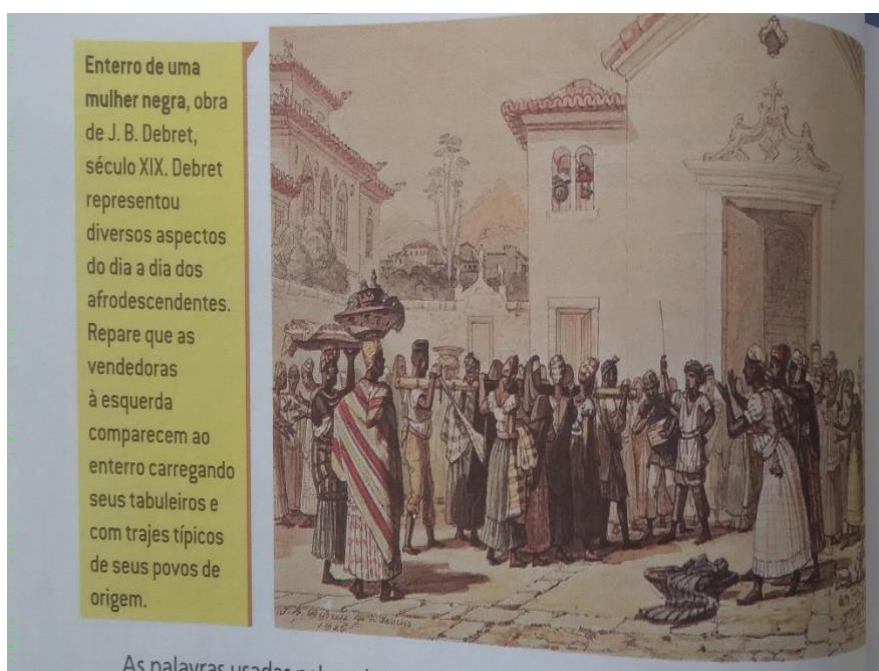 Enterro de uma
mulher negra, obra
de J. B. Debret,
século XIX. Debret
representou
diversos aspectos
do dia a dia dos
afrodescendentes.
Repare que as
vendedoras
à esquerda
comparecem ao
enterro carregando
seus tabuleiros e
com trajes típicos
de seus povos de
origem.
As palavras usadas